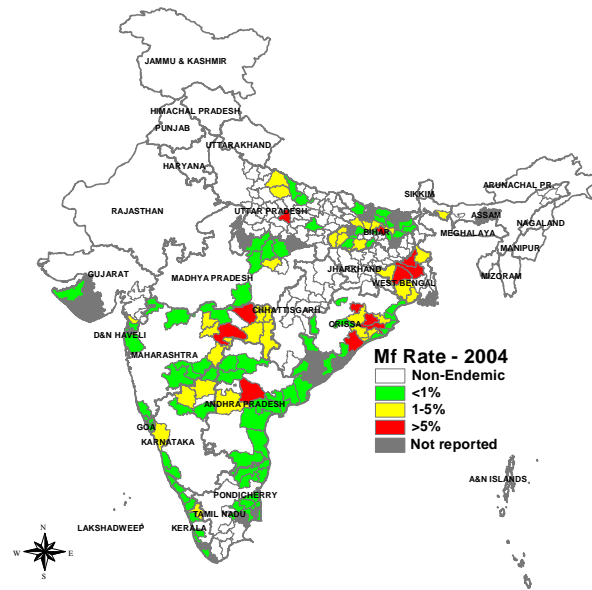 JAMMU & KASHMIR
HIMACHAL PRADESH
PUNJAB
UTTARAKHAND
HARYANA
SIKKIM
ARUNACHAL PR.
RAJASTHAN
UTTAR PRADESH
ASSAM
NAGALAND
BIHAR
MEGHALAYA
MANIPUR
GUJARAT
MADHYA PRADESH
JHARKHAND
MIZORAM
WEST BENGAL
CHHATTISGARH
D&N HAVELI
ORISSA
MAHARASHTRA
Mf Rate - 2004
Non-Endemic
<1%
1-5%
>5%
Not reported
ANDHRA PRADESH
GOA
KARNATAKA
A&N ISLANDS
PONDICHERRY
TAMIL NADU
LAKSHADWEEP
KERALA
N
W
E
S